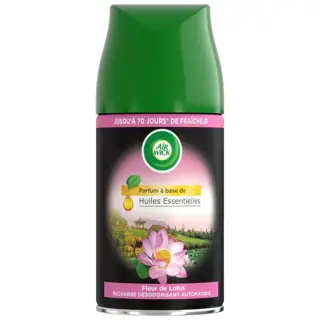 JUSQU'À 70 JOURS* DE FRAÎCHEUR
AIR
WICK
Parfum à base de
Huiles Essentielles
Fleur de Lotus
RECHARGE DÉSODORISANT AUTOMATIQUE